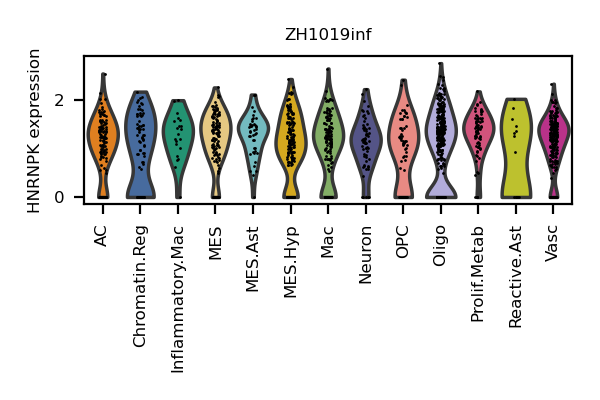 ZH1019inf
HNRNPK expression
2
0
AC
Chromatin.Reg
Inflammatory.Mac
MES
MES.Ast
MES.Hyp
Mac
Neuron
OPC
Oligo
Prolif.Metab
Reactive.Ast
Vasc